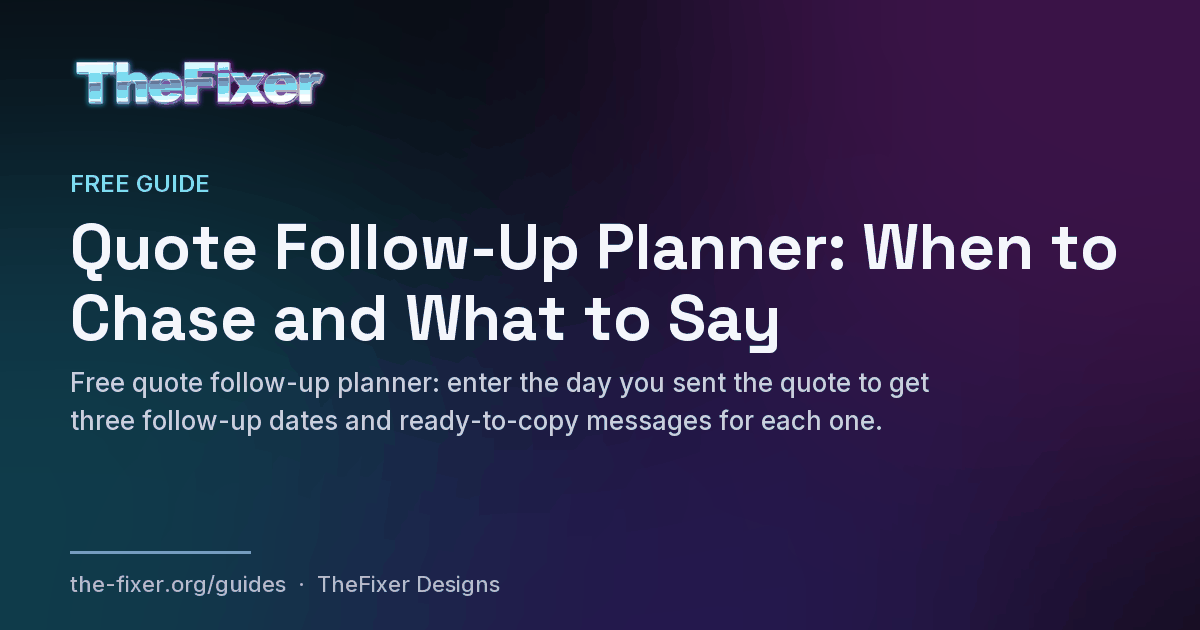 TheFixer
FREE GUIDE
Quote Follow-Up Planner: When to
Chase and What to Say
Free quote follow-up planner: enter the day you sent the quote to get
three follow-up dates and ready-to-copy messages for each one.
the-fixer.org/guides · TheFixer Designs